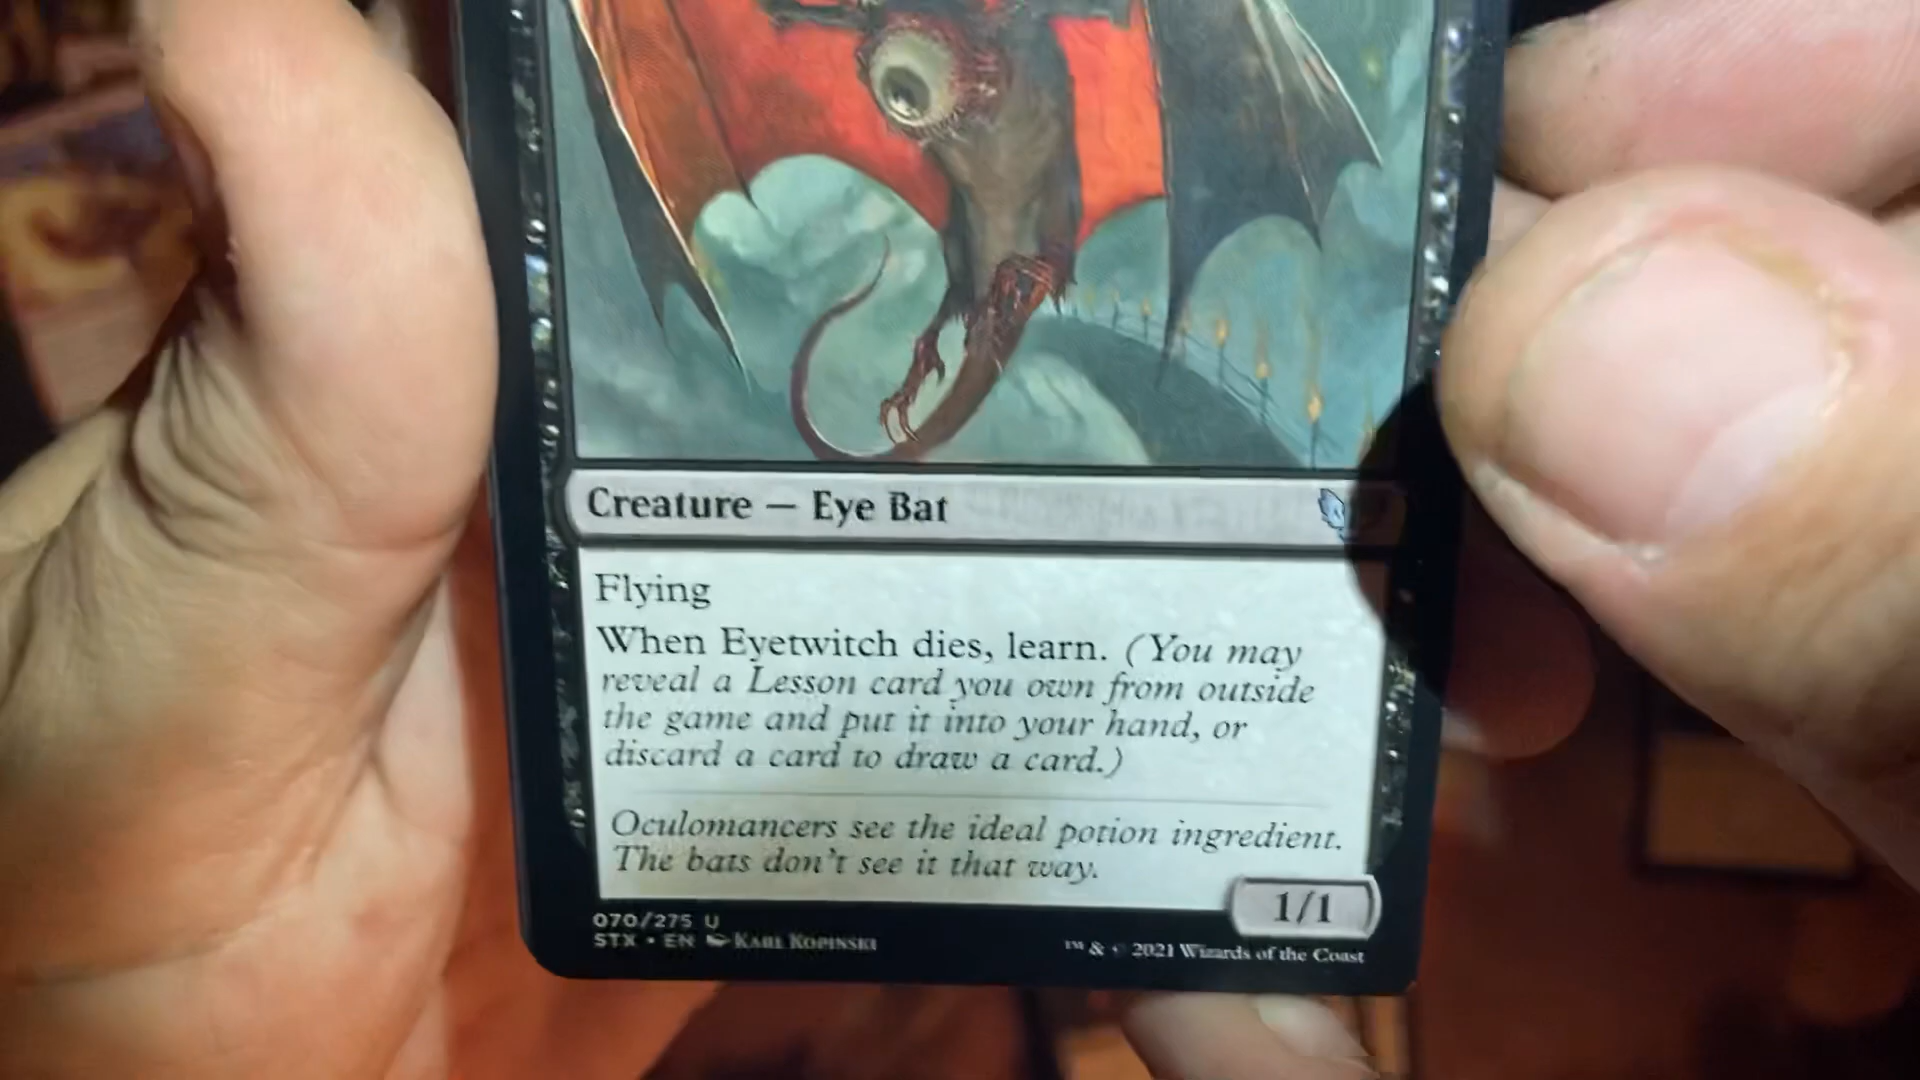 Creature — Eye Bat
Flying
When Eyetwitch dies, learn. (You may
reveal a Lesson card you own from outside
the game and put it into your hand, or
discard a card to draw a card.)
Oculomancers see the ideal potion ingredient.
The bats don't see it that way.
1/1
070/275 U
STX • EN KARL KOPINSKI
™ & © 2021 Wizards of the Coast